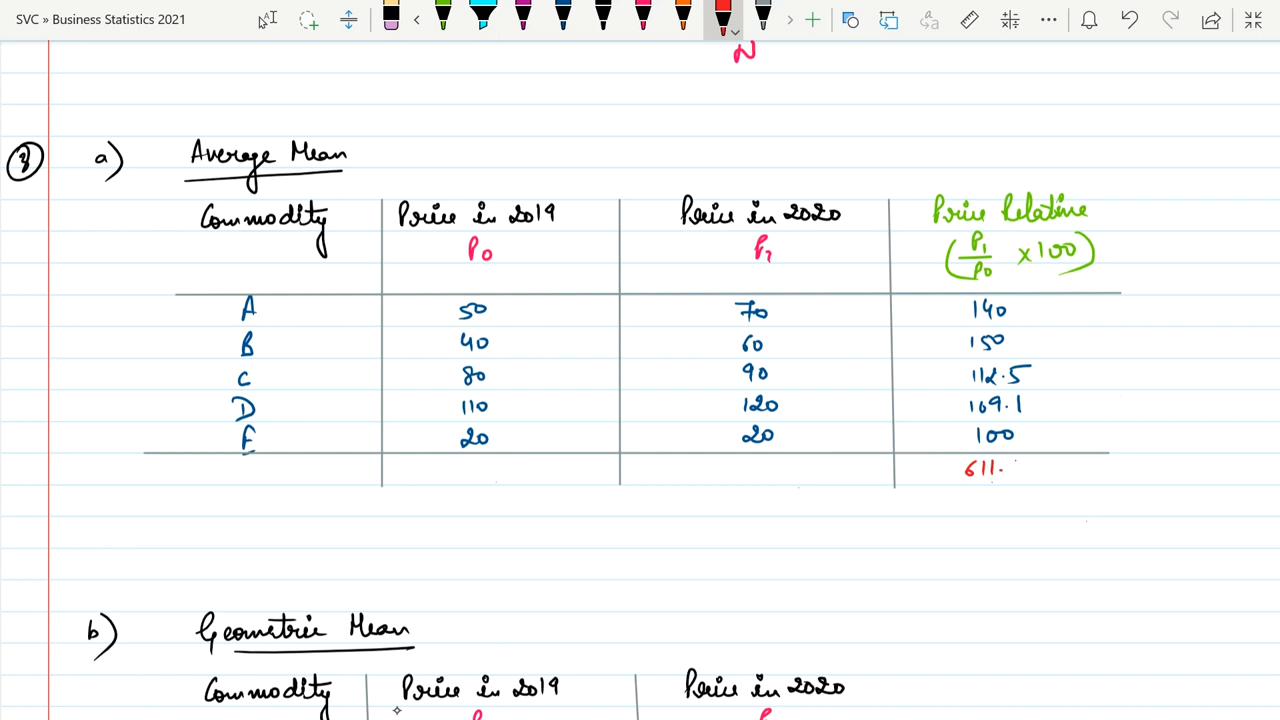 SVC » Business Statistics 2021
N
8 a) Average Mean
Commodity Price in 2019 Price in 2020 Price Relative
P0 P1 (P1/P0 × 100)
A 50 70 140
B 40 60 150
C 80 90 112.5
D 110 120 109.1
E 20 20 100
611.
b) Geometric Mean
Commodity Price in 2019 Price in 2020